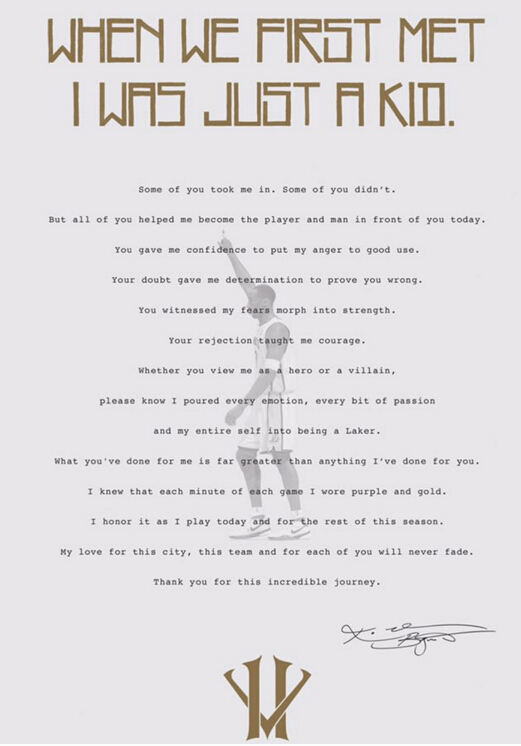 WHEN WE FIRST MET
I WAS JUST A KID.
Some of you took me in. Some of you didn't.
But all of you helped me become the player and man in front of you today.
You gave me confidence to put my anger to good use.
Your doubt gave me determination to prove you wrong.
You witnessed my fears morph into strength.
Your rejection taught me courage.
Whether you view me as a hero or a villain,
please know I poured every emotion, every bit of passion
and my entire self into being a Laker.
What you've done for me is far greater than anything I've done for you.
I knew that each minute of each game I wore purple and gold.
I honor it as I play today and for the rest of this season.
My love for this city, this team and for each of you will never fade.
Thank you for this incredible journey.